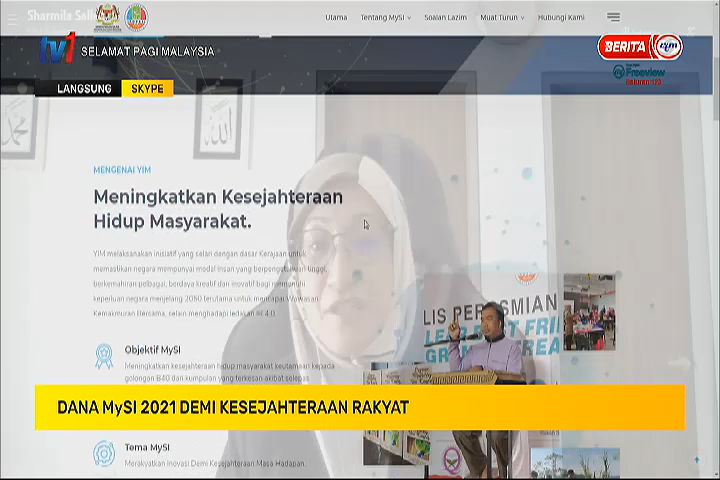 Sharmila Sall
Utama Tentang MySI Soalan Lazim Muat Turun Hubungi Kami
tv1 SELAMAT PAGI MALAYSIA
BERITA rtm
Freeview
Saluran 123
LANGSUNG SKYPE
MENGENAI YIM
Meningkatkan Kesejahteraan
Hidup Masyarakat.
YIM melaksanakan inisiatif yang selari dengan dasar Kerajaan untuk
memastikan negara mempunyai modal insan yang berpengetahuan tinggi,
berkemahiran pelbagai, berdaya kreatif dan inovatif bagi memenuhi
keperluan negara menjelang 2050 terutama untuk mencapai Wawasan
Kemakmuran Bersama, selain menghadapi ledakan IR 4.0.
LIS PERASMIAN
Objektif MySI
Meningkatkan kesejahteraan hidup masyarakat keutamaan kepada
golongan B40 dan kumpulan yang terkesan akibat selepas
DANA MySI 2021 DEMI KESEJAHTERAAN RAKYAT
Tema MySI
Merakyatkan Inovasi Demi Kesejahteraan Masa Hadapan.